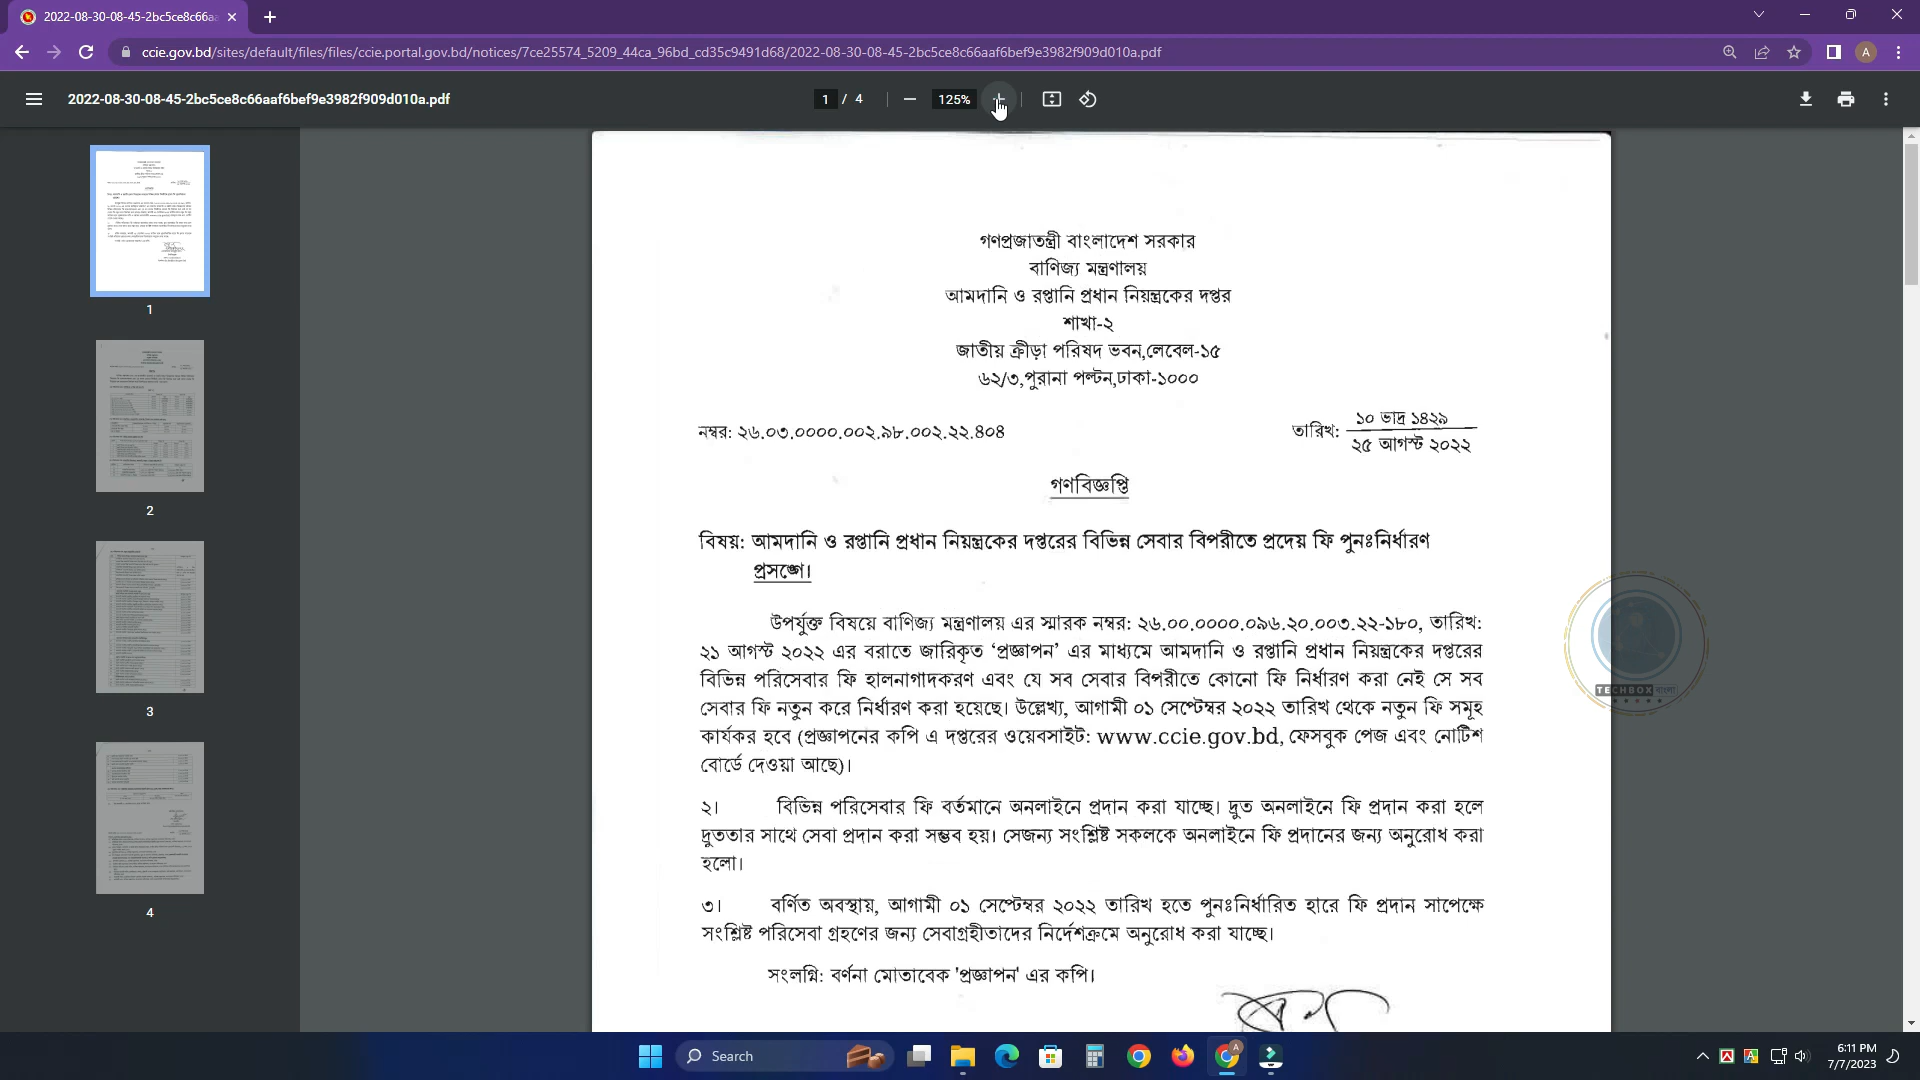 2022-08-30-08-45-2bc5ce8c66aa
ccie.gov.bd/sites/default/files/files/ccie.portal.gov.bd/notices/7ce25574_5209_44ca_96bd_cd35c9491d68/2022-08-30-08-45-2bc5ce8c66aaf6bef9e3982f909d010a.pdf
A
2022-08-30-08-45-2bc5ce8c66aaf6bef9e3982f909d010a.pdf
1 / 4
125%
1
2
3
4
গণপ্রজাতন্ত্রী বাংলাদেশ সরকার
বাণিজ্য মন্ত্রণালয়
আমদানি ও রপ্তানি প্রধান নিয়ন্ত্রকের দপ্তর
শাখা-২
জাতীয় ক্রীড়া পরিষদ ভবন,লেবেল-১৫
৬২/৩,পুরানা পল্টন,ঢাকা-১০০০
নম্বর: ২৬.০৩.০০০০.০০২.৯৮.০০২.২২.৪০৪
তারিখ: ১০ ভাদ্র ১৪২৯
২৫ আগস্ট ২০২২
গণবিজ্ঞপ্তি
বিষয়: আমদানি ও রপ্তানি প্রধান নিয়ন্ত্রকের দপ্তরের বিভিন্ন সেবার বিপরীতে প্রদেয় ফি পুনঃনির্ধারণ
প্রসঙ্গে।
উপর্যুক্ত বিষয়ে বাণিজ্য মন্ত্রণালয় এর স্মারক নম্বর: ২৬.০০.০০০০.০৯৬.২০.০০৩.২২-১৮০, তারিখ:
২১ আগস্ট ২০২২ এর বরাতে জারিকৃত ‘প্রজ্ঞাপন’ এর মাধ্যমে আমদানি ও রপ্তানি প্রধান নিয়ন্ত্রকের দপ্তরের
বিভিন্ন পরিসেবার ফি হালনাগাদকরণ এবং যে সব সেবার বিপরীতে কোনো ফি নির্ধারণ করা নেই সে সব
সেবার ফি নতুন করে নির্ধারণ করা হয়েছে। উল্লেখ্য, আগামী ০১ সেপ্টেম্বর ২০২২ তারিখ থেকে নতুন ফি সমূহ
কার্যকর হবে (প্রজ্ঞাপনের কপি এ দপ্তরের ওয়েবসাইট: www.ccie.gov.bd, ফেসবুক পেজ এবং নোটিশ
বোর্ডে দেওয়া আছে)।
২। বিভিন্ন পরিসেবার ফি বর্তমানে অনলাইনে প্রদান করা যাচ্ছে। দ্রুত অনলাইনে ফি প্রদান করা হলে
দ্রুততার সাথে সেবা প্রদান করা সম্ভব হয়। সেজন্য সংশ্লিষ্ট সকলকে অনলাইনে ফি প্রদানের জন্য অনুরোধ করা
হলো।
৩। বর্ণিত অবস্থায়, আগামী ০১ সেপ্টেম্বর ২০২২ তারিখ হতে পুনঃনির্ধারিত হারে ফি প্রদান সাপেক্ষে
সংশ্লিষ্ট পরিসেবা গ্রহণের জন্য সেবাগ্রহীতাদের নির্দেশক্রমে অনুরোধ করা যাচ্ছে।
সংলগ্নি: বর্ণনা মোতাবেক 'প্রজ্ঞাপন' এর কপি।
TECHBOX বাংলা
Search
6:11 PM
7/7/2023